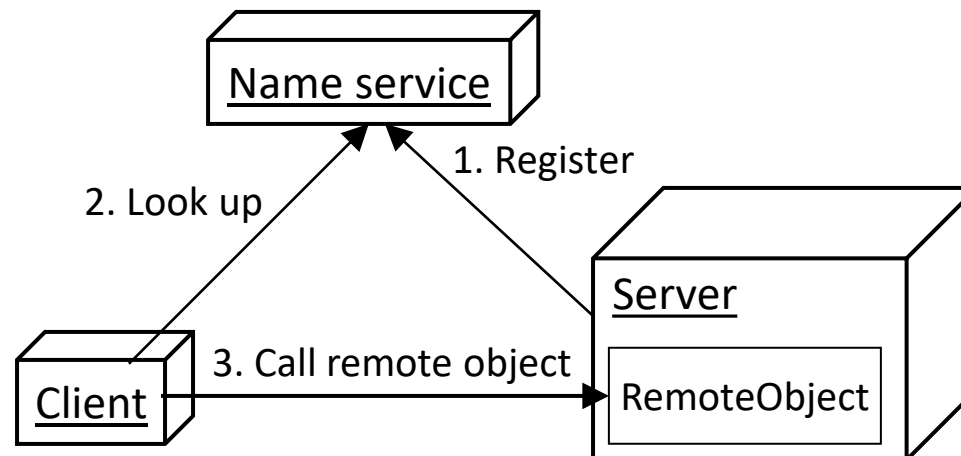 Name service
1. Register
2. Look up
Server
3. Call remote object
Client
RemoteObject